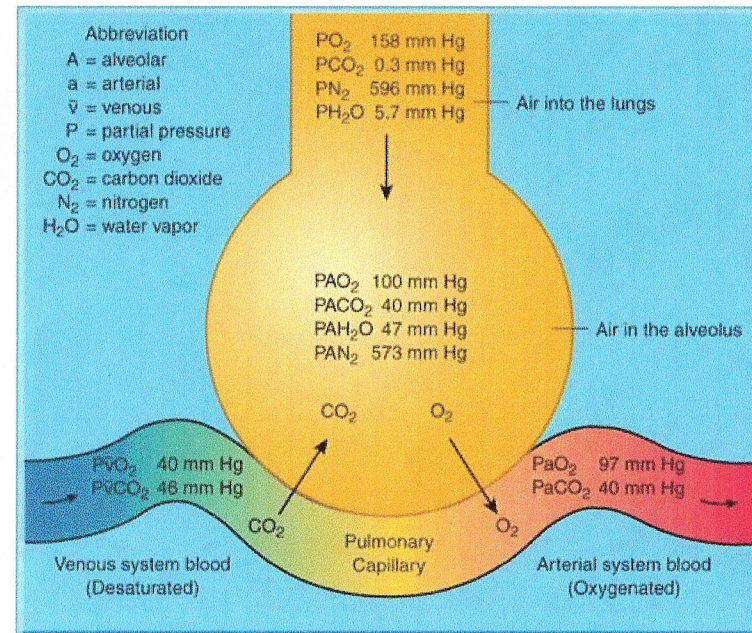 Abbreviation
A = alveolar
a = arterial
v̄ = venous
P = partial pressure
O₂ = oxygen
CO₂ = carbon dioxide
N₂ = nitrogen
H₂O = water vapor
PO₂ 158 mm Hg
PCO₂ 0.3 mm Hg
PN₂ 596 mm Hg
PH₂O 5.7 mm Hg
Air into the lungs
PAO₂ 100 mm Hg
PACO₂ 40 mm Hg
PAH₂O 47 mm Hg
PAN₂ 573 mm Hg
Air in the alveolus
CO₂ O₂
Pv̄O₂ 40 mm Hg
Pv̄CO₂ 46 mm Hg
PaO₂ 97 mm Hg
PaCO₂ 40 mm Hg
CO₂
O₂
Pulmonary
Capillary
Venous system blood
(Desaturated)
Arterial system blood
(Oxygenated)